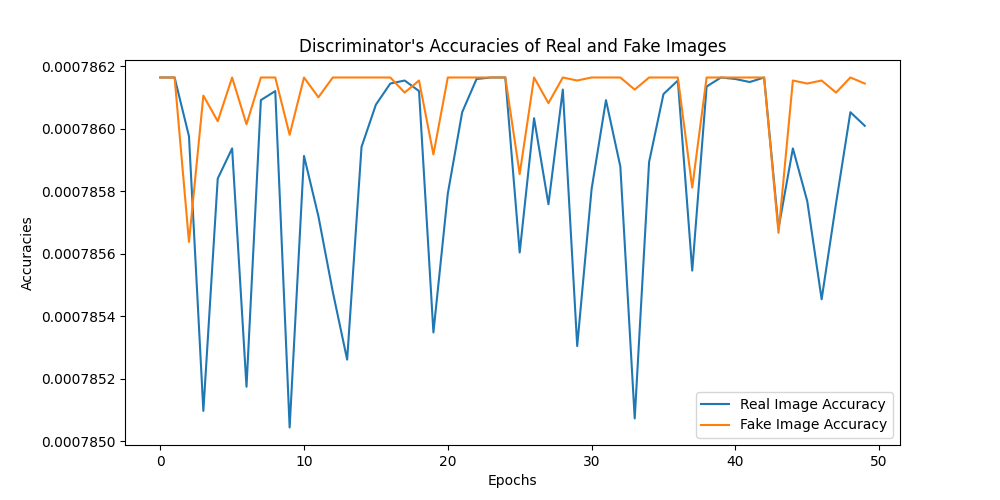 Discriminator's Accuracies of Real and Fake Images
0.0007862
0.0007860
0.0007858
0.0007856
0.0007854
0.0007852
0.0007850
Accuracies
0 10 20 30 40 50
Epochs
Real Image Accuracy
Fake Image Accuracy